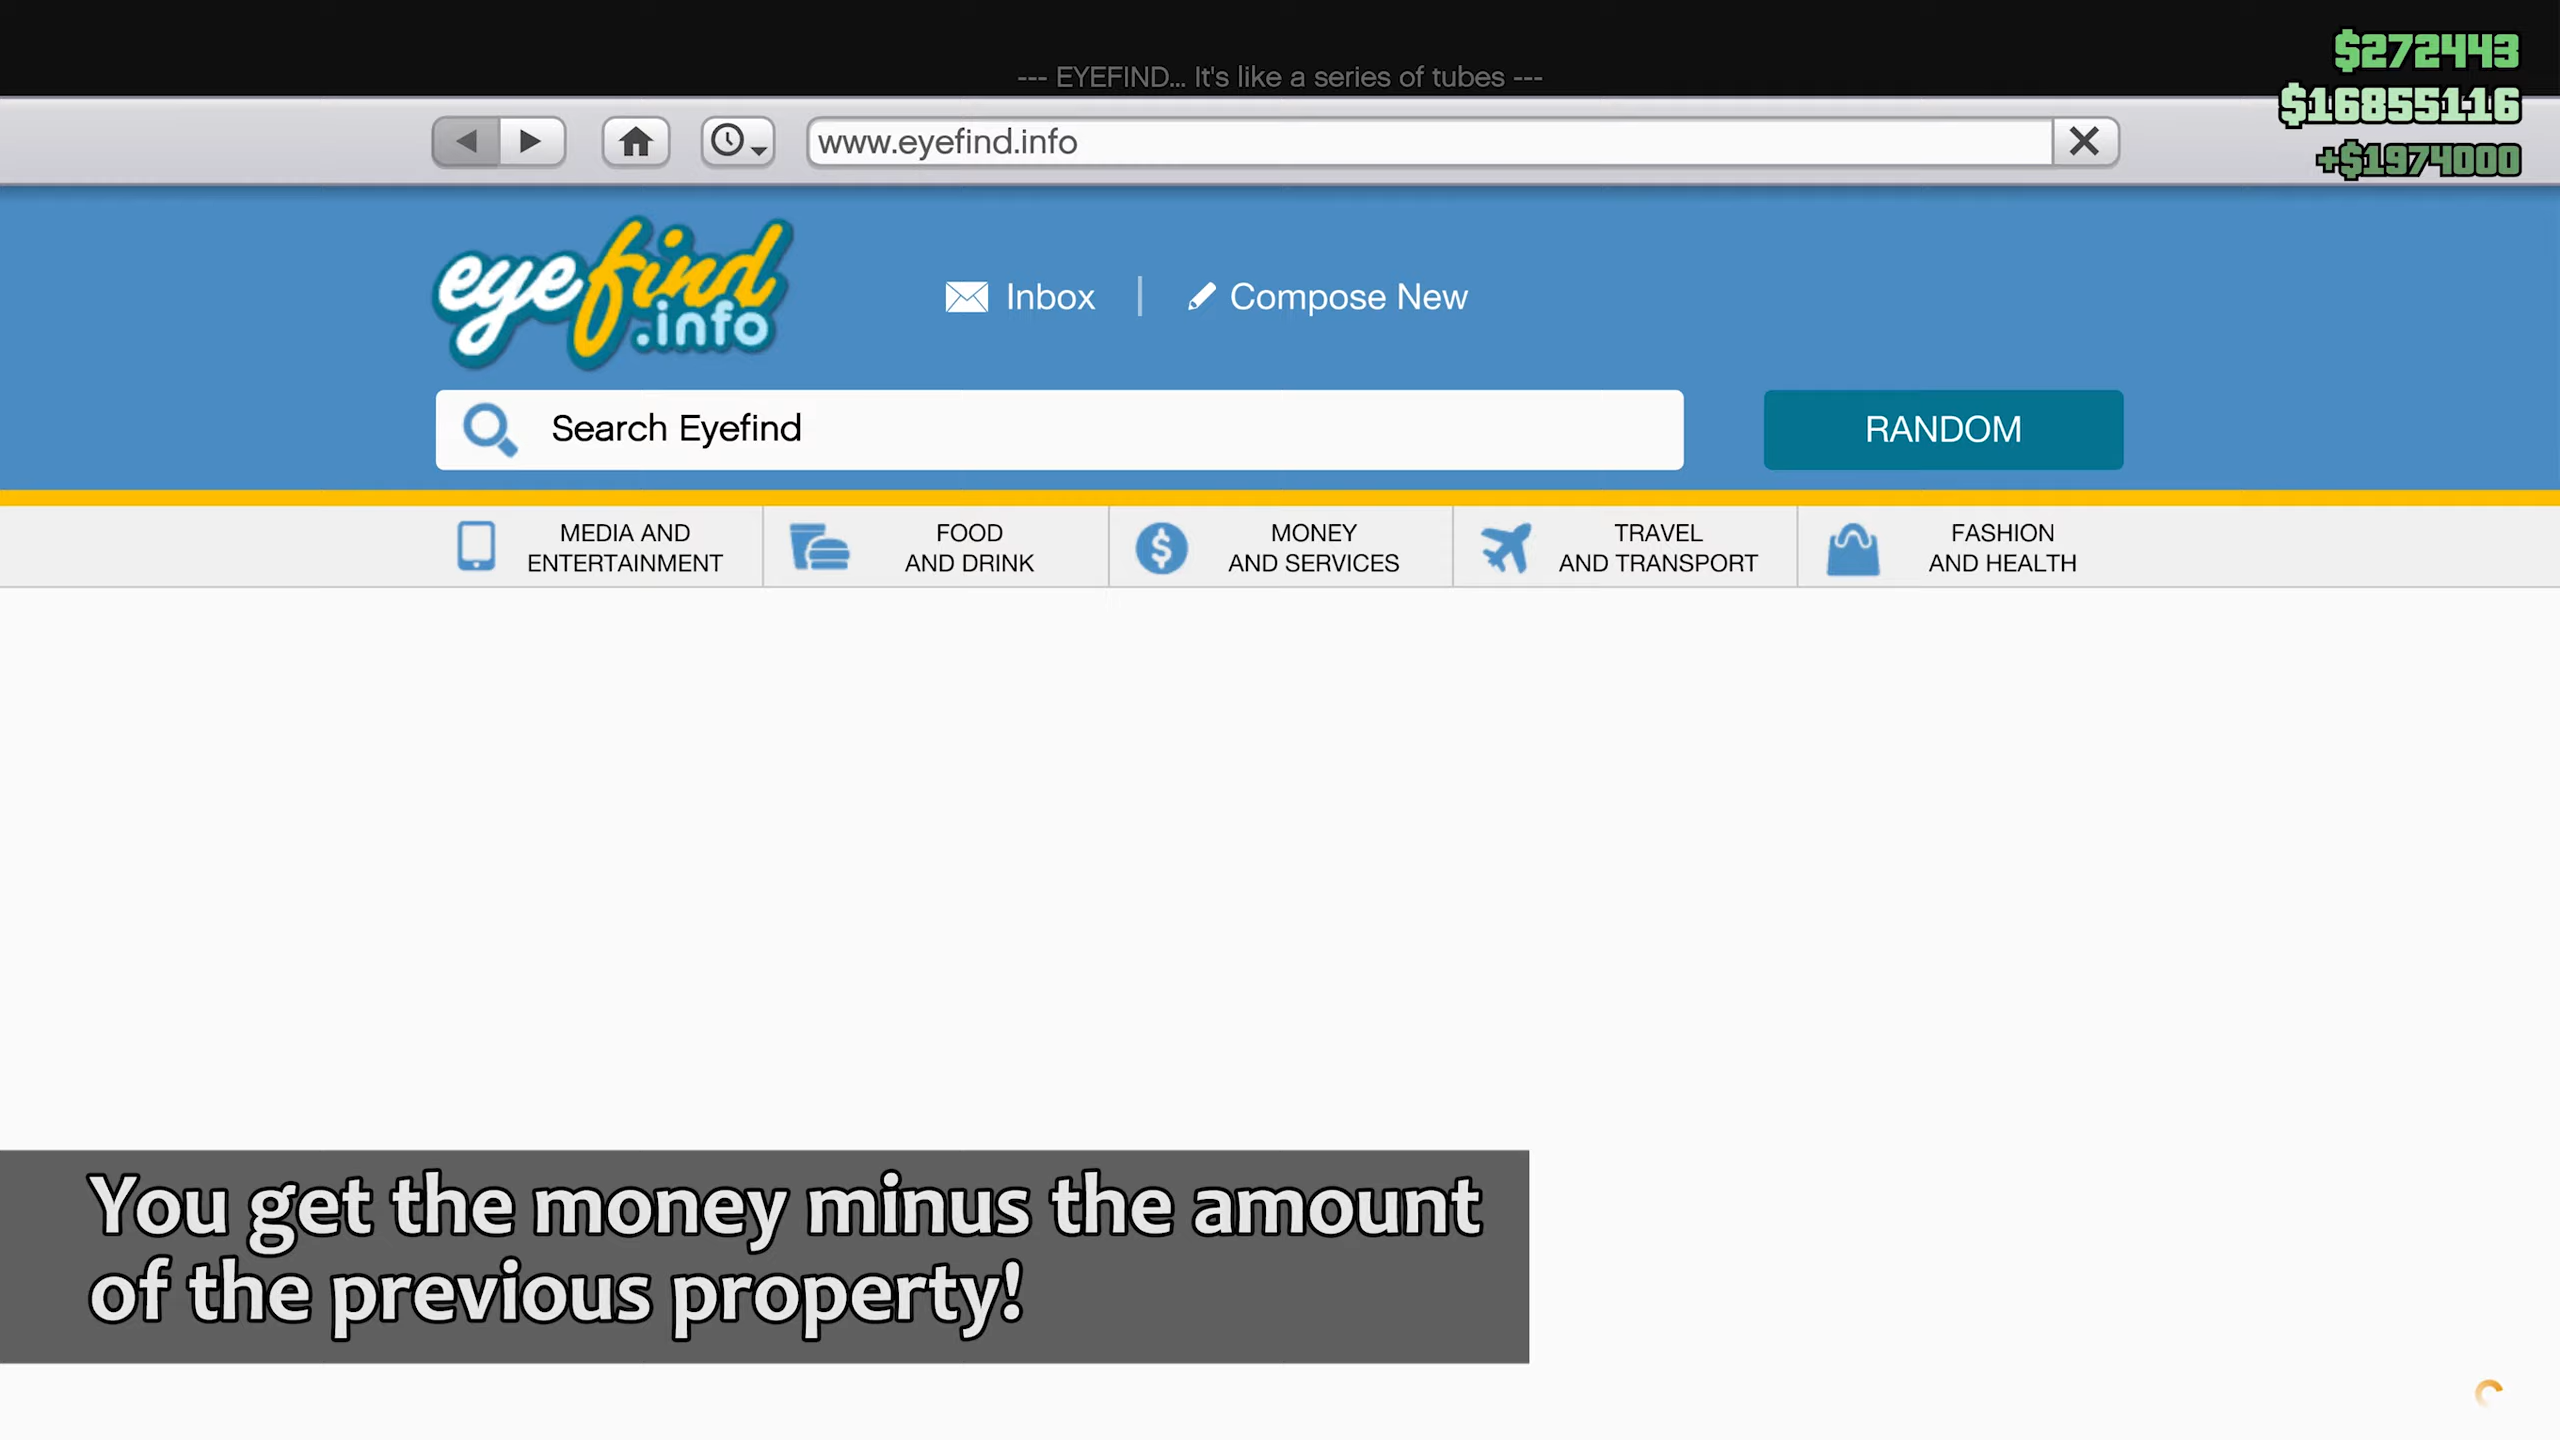 --- EYEFIND... It's like a series of tubes ---
$272443
$16855116
+$1974000
www.eyefind.info
eyefind
.info
Inbox
Compose New
Search Eyefind
RANDOM
MEDIA AND
ENTERTAINMENT
FOOD
AND DRINK
MONEY
AND SERVICES
TRAVEL
AND TRANSPORT
FASHION
AND HEALTH
You get the money minus the amount
of the previous property!